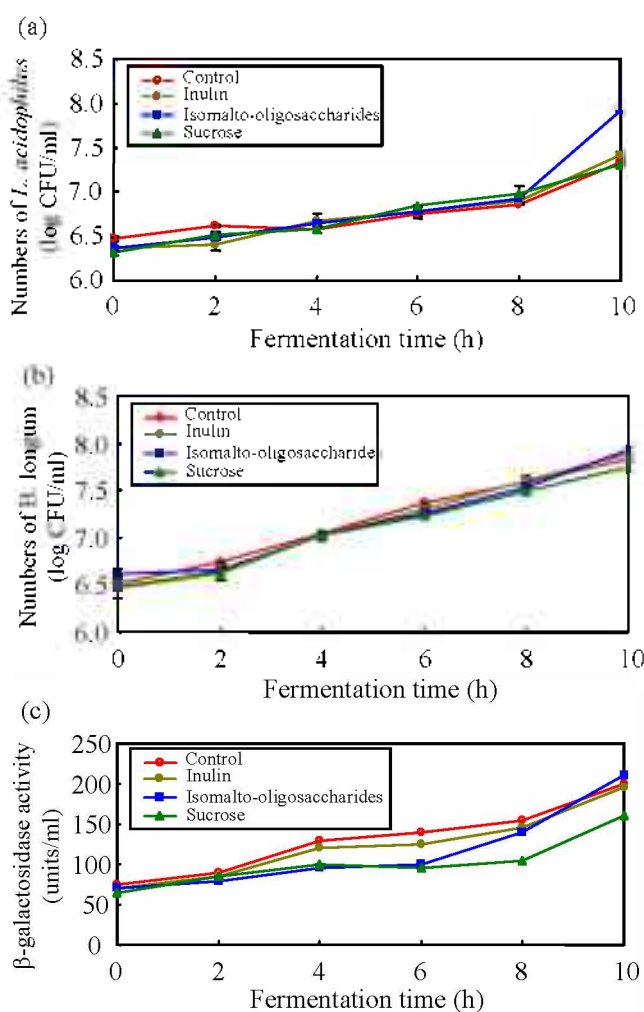 (a)
Numbers of L. acidophilus
(log CFU/ml)
8.5
8.0
7.5
7.0
6.5
6.0
Control
Inulin
Isomalto-oligosaccharides
Sucrose
0 2 4 6 8 10
Fermentation time (h)
(b)
Numbers of B. longum
(log CFU/ml)
8.5
8.0
7.5
7.0
6.5
6.0
Control
Inulin
Isomalto-oligosaccharides
Sucrose
0 2 4 6 8 10
Fermentation time (h)
(c)
β-galactosidase activity
(units/ml)
250
200
150
100
50
0
Control
Inulin
Isomalto-oligosaccharides
Sucrose
0 2 4 6 8 10
Fermentation time (h)